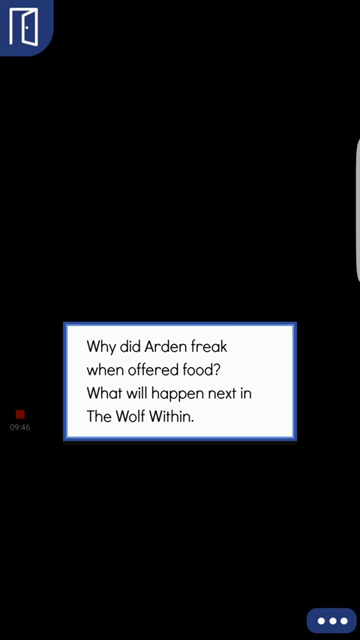 Why did Arden freak
when offered food?
What will happen next in
The Wolf Within.
09:46